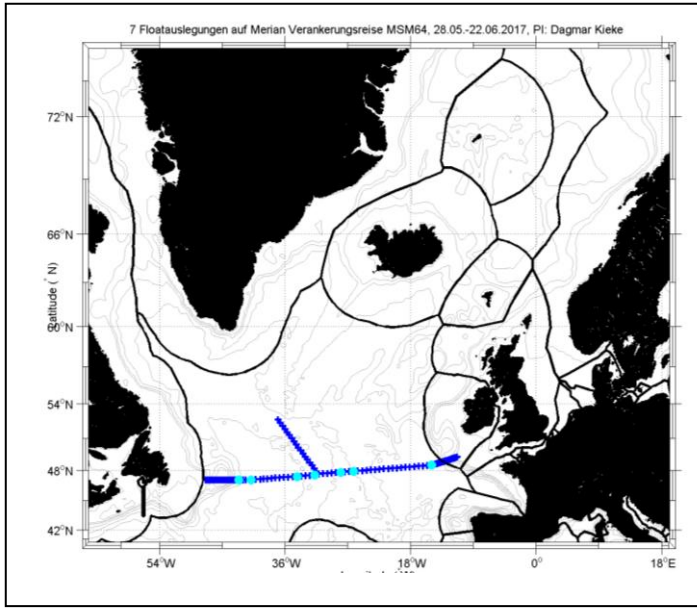 7 Floatauslegungen auf Merian Verankerungsreise MSM64, 28.05.-22.06.2017, PI: Dagmar Kieke
72°N
66°N
60°N
54°N
48°N
42°N
54°W
36°W
18°W
0°
18°E